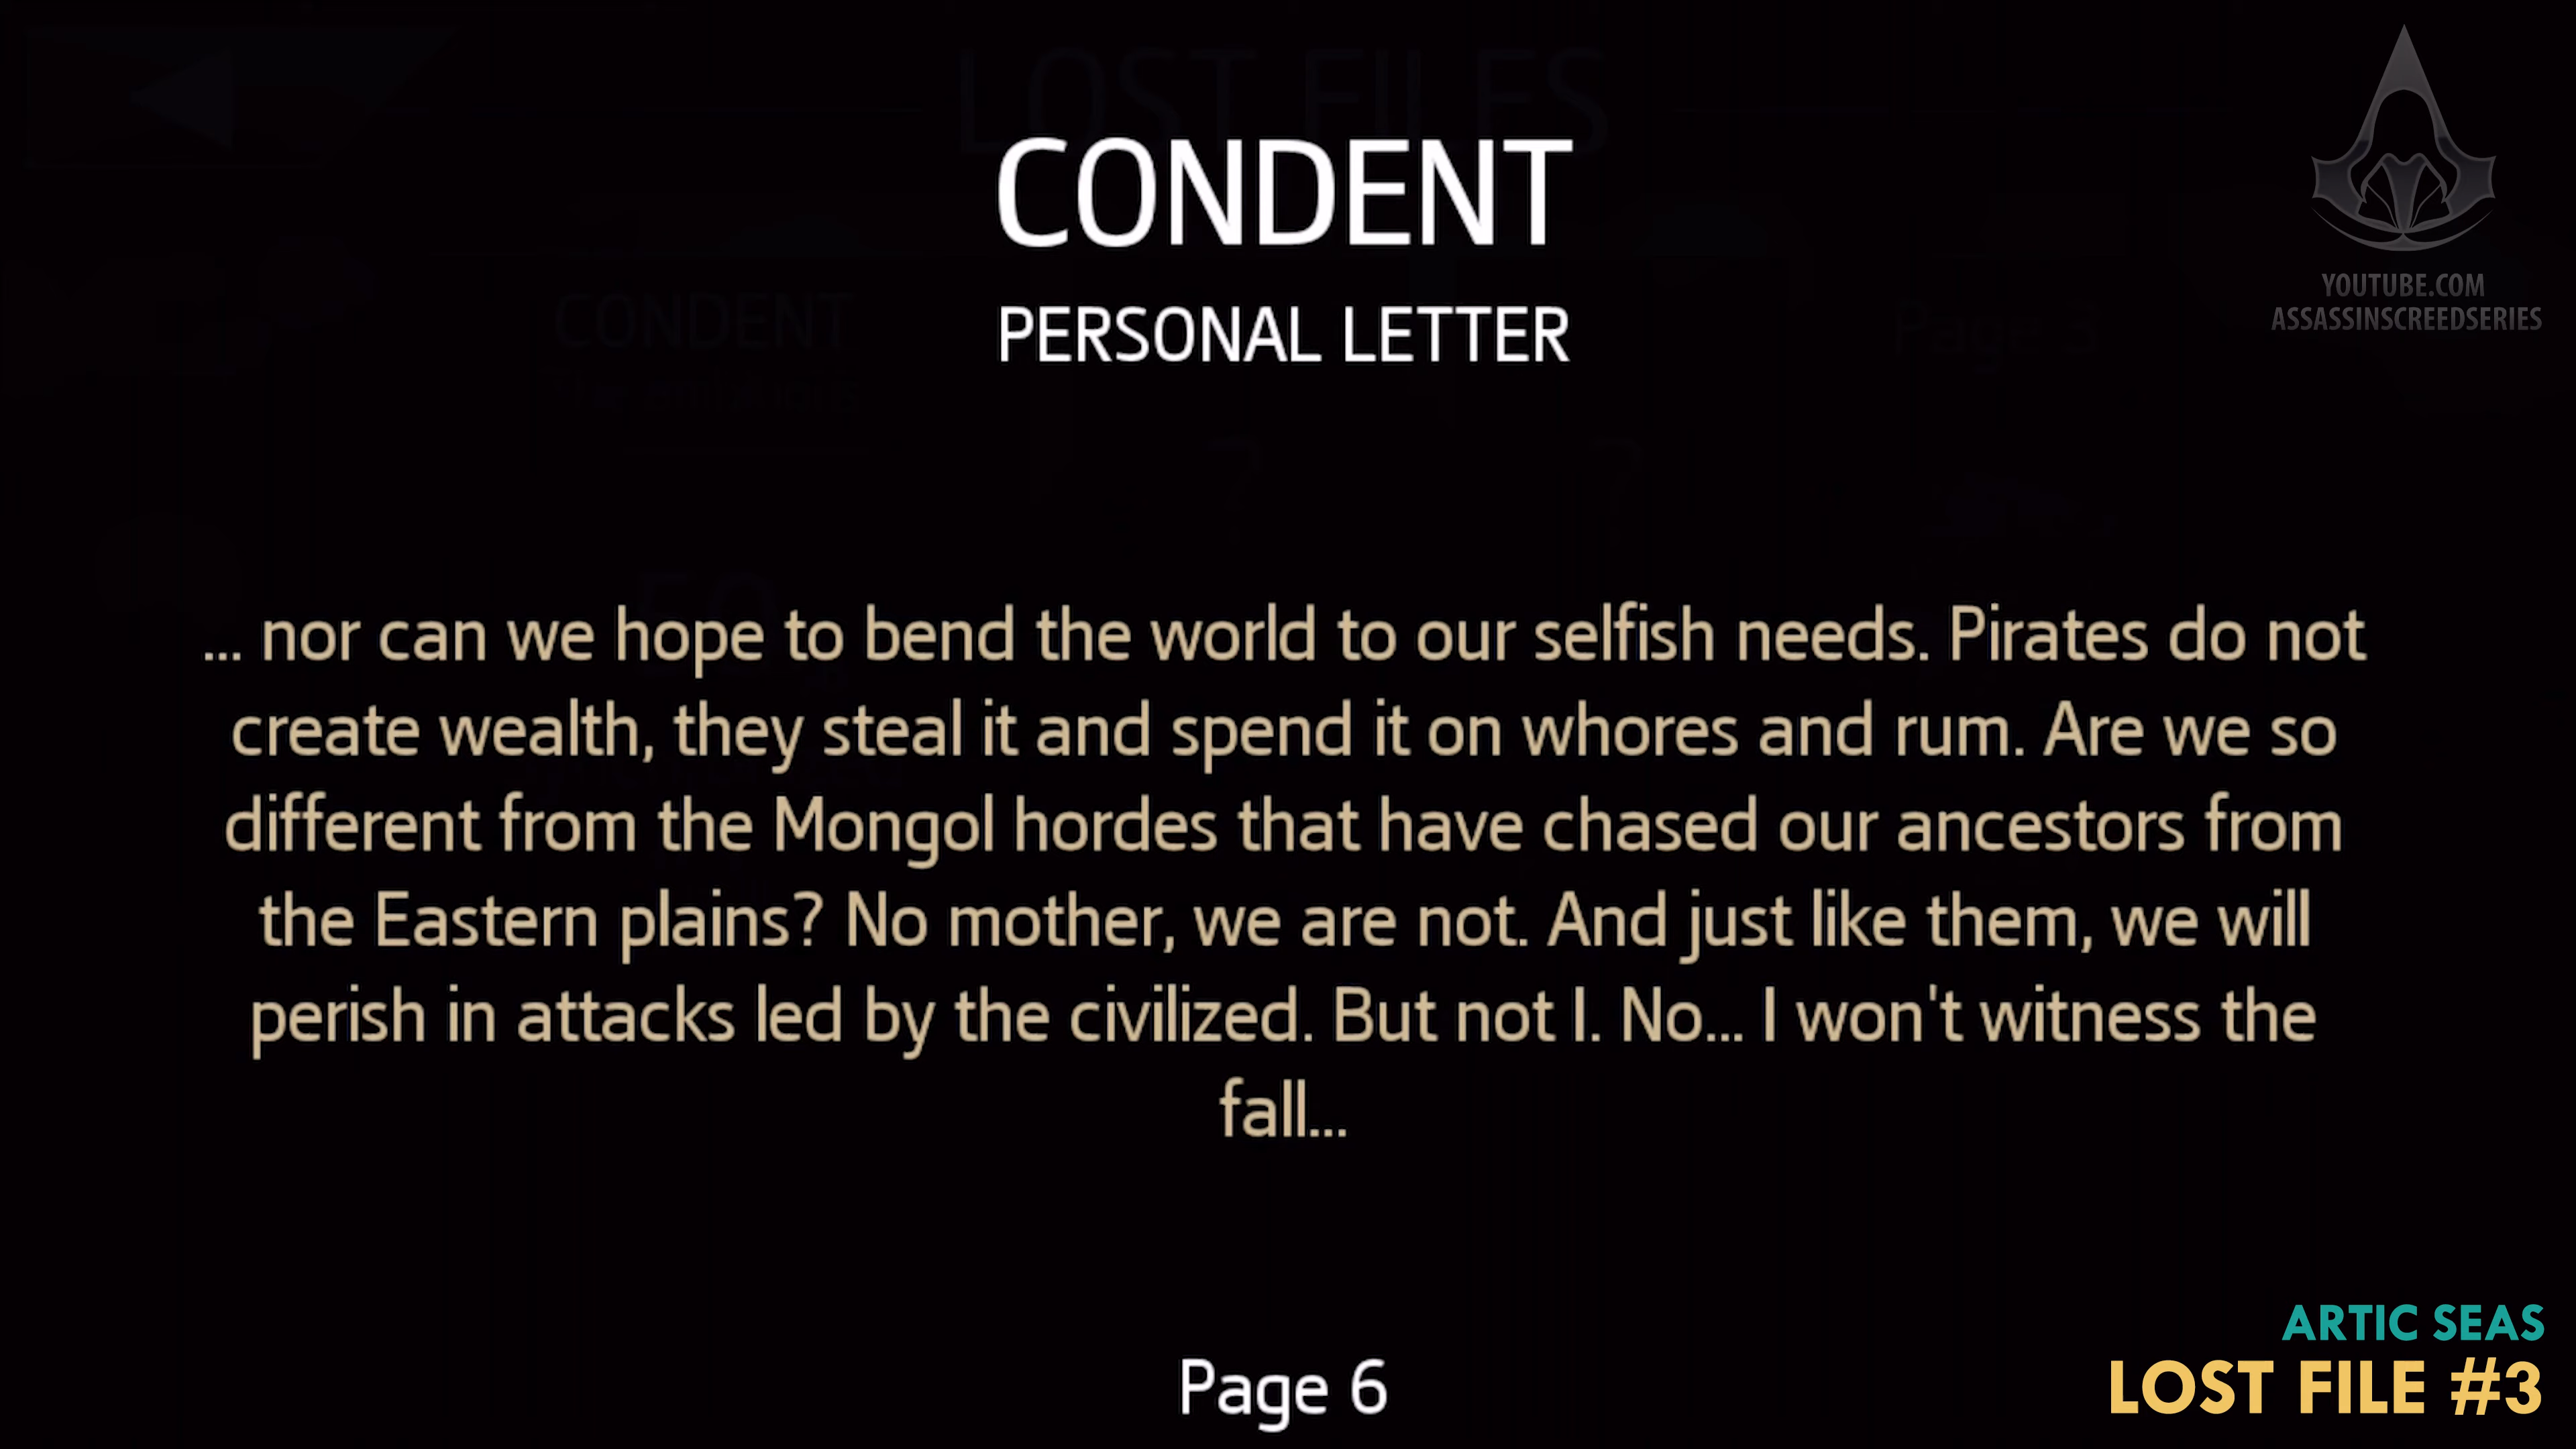 LOST FILES
CONDENT
PERSONAL LETTER
YOUTUBE.COM
ASSASSINSCREEDSERIES
CONDENT
... nor can we hope to bend the world to our selfish needs. Pirates do not
create wealth, they steal it and spend it on whores and rum. Are we so
different from the Mongol hordes that have chased our ancestors from
the Eastern plains? No mother, we are not. And just like them, we will
perish in attacks led by the civilized. But not I. No... I won't witness the
fall...
Page 6
ARTIC SEAS
LOST FILE #3